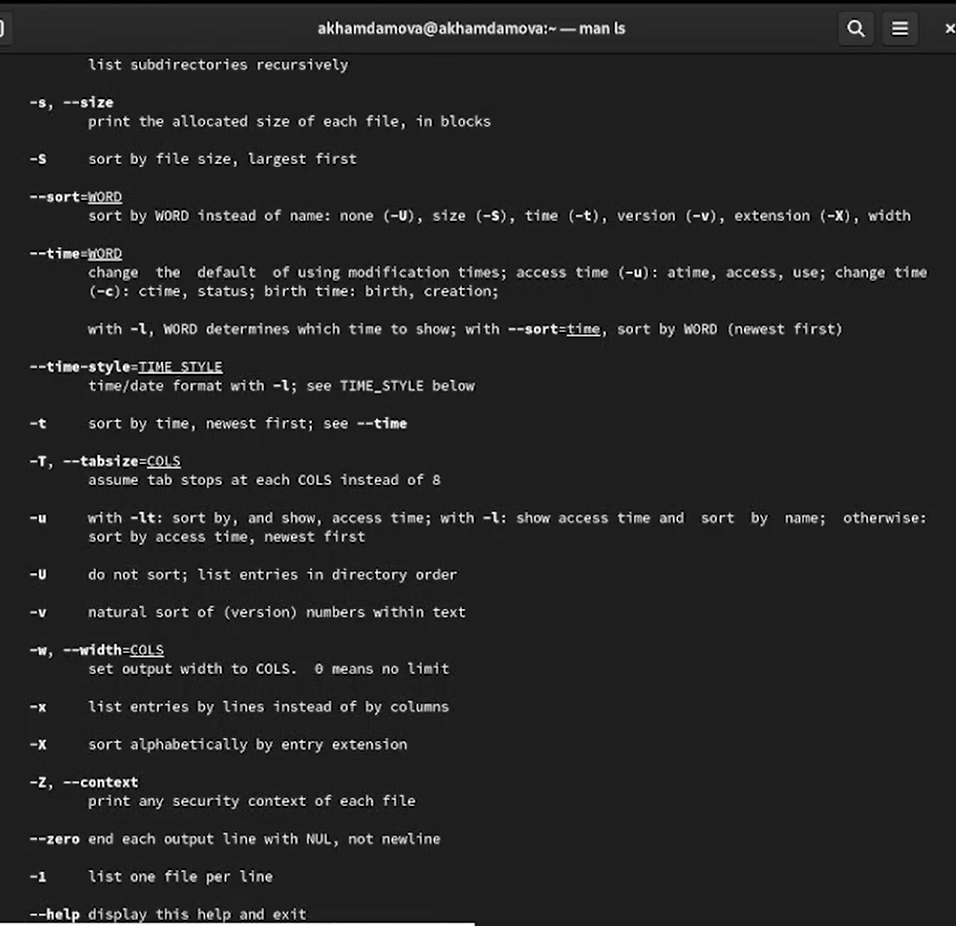 akhamdamova@akhamdamova:~ — man ls
list subdirectories recursively
-s, --size
print the allocated size of each file, in blocks
-S sort by file size, largest first
--sort=WORD
sort by WORD instead of name: none (-U), size (-S), time (-t), version (-v), extension (-X), width
--time=WORD
change the default of using modification times; access time (-u): atime, access, use; change time
(-c): ctime, status; birth time: birth, creation;
with -l, WORD determines which time to show; with --sort=time, sort by WORD (newest first)
--time-style=TIME_STYLE
time/date format with -l; see TIME_STYLE below
-t sort by time, newest first; see --time
-T, --tabsize=COLS
assume tab stops at each COLS instead of 8
-u with -lt: sort by, and show, access time; with -l: show access time and sort by name; otherwise:
sort by access time, newest first
-U do not sort; list entries in directory order
-v natural sort of (version) numbers within text
-w, --width=COLS
set output width to COLS. 0 means no limit
-x list entries by lines instead of by columns
-X sort alphabetically by entry extension
-Z, --context
print any security context of each file
--zero end each output line with NUL, not newline
-1 list one file per line
--help display this help and exit